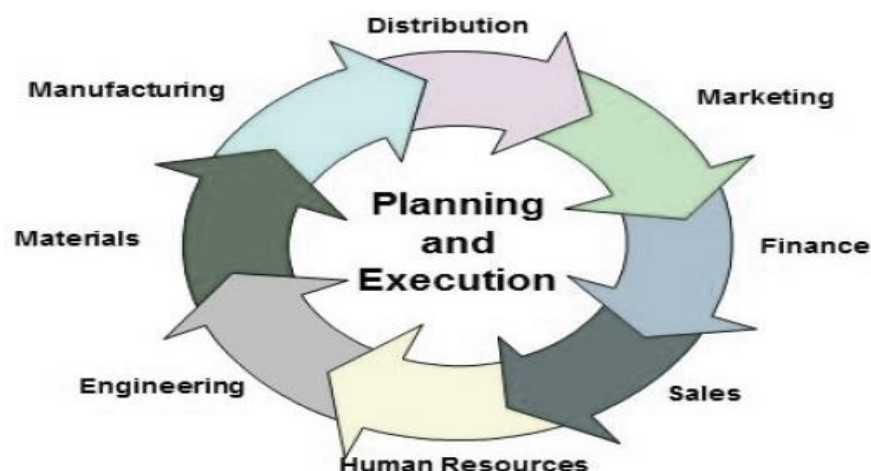 Distribution
Manufacturing
Marketing
Planning
and
Execution
Materials
Finance
Engineering
Sales
Human Resources